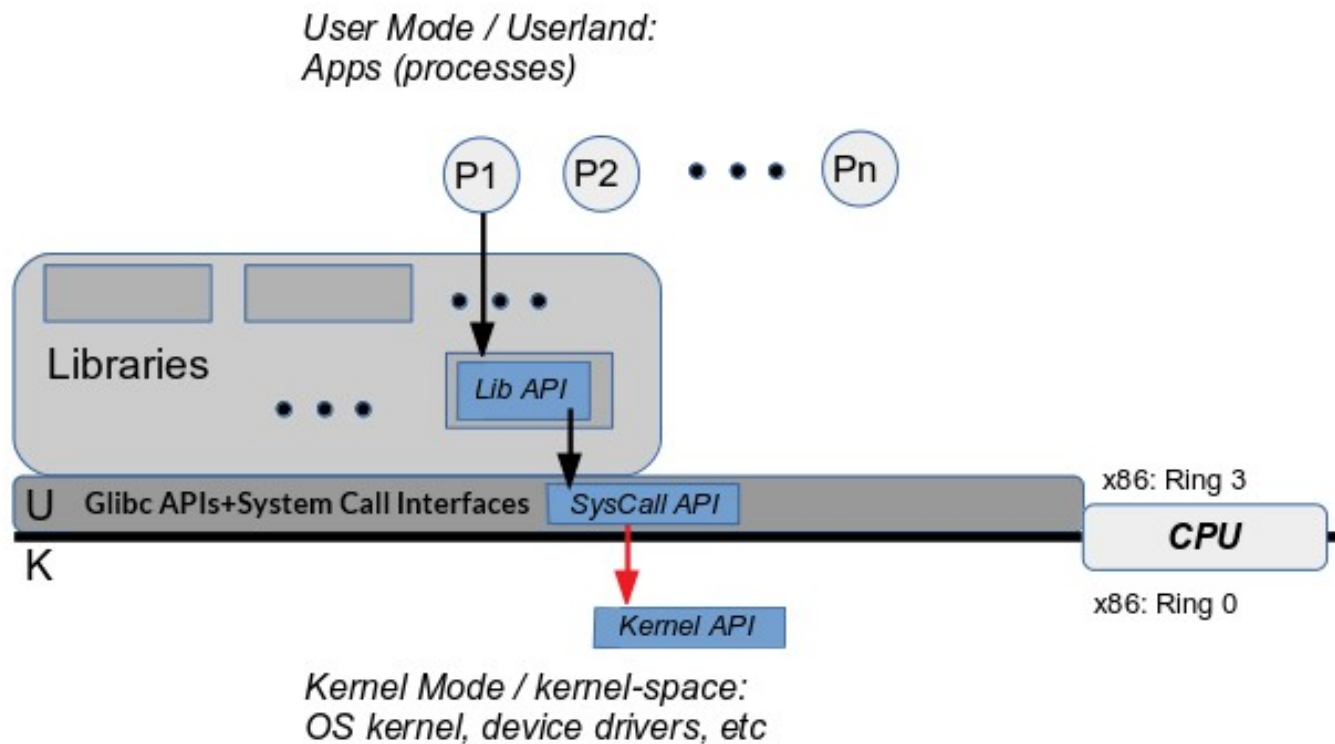 User Mode / Userland:
Apps (processes)
P1
P2
Pn
Libraries
Lib API
x86: Ring 3
U
Glibc APIs+System Call Interfaces
SysCall API
CPU
K
x86: Ring 0
Kernel API
Kernel Mode / kernel-space:
OS kernel, device drivers, etc